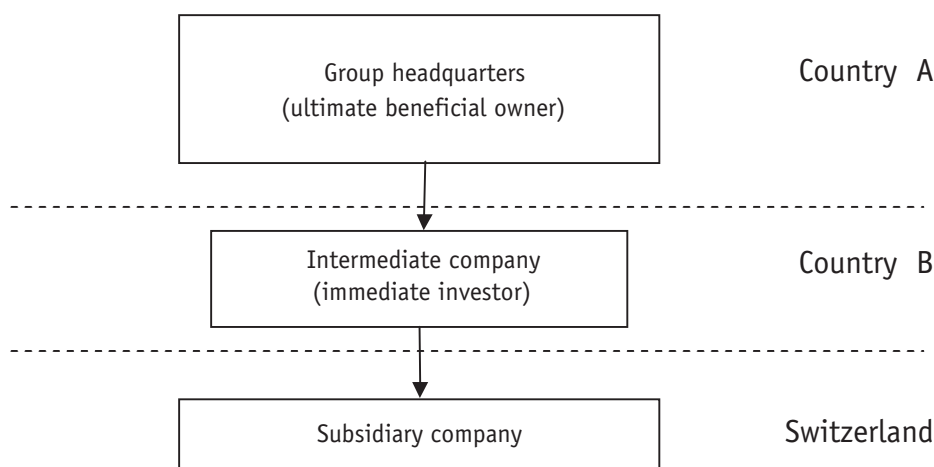 Group headquarters
(ultimate beneficial owner)
Country A
Intermediate company
(immediate investor)
Country B
Subsidiary company
Switzerland